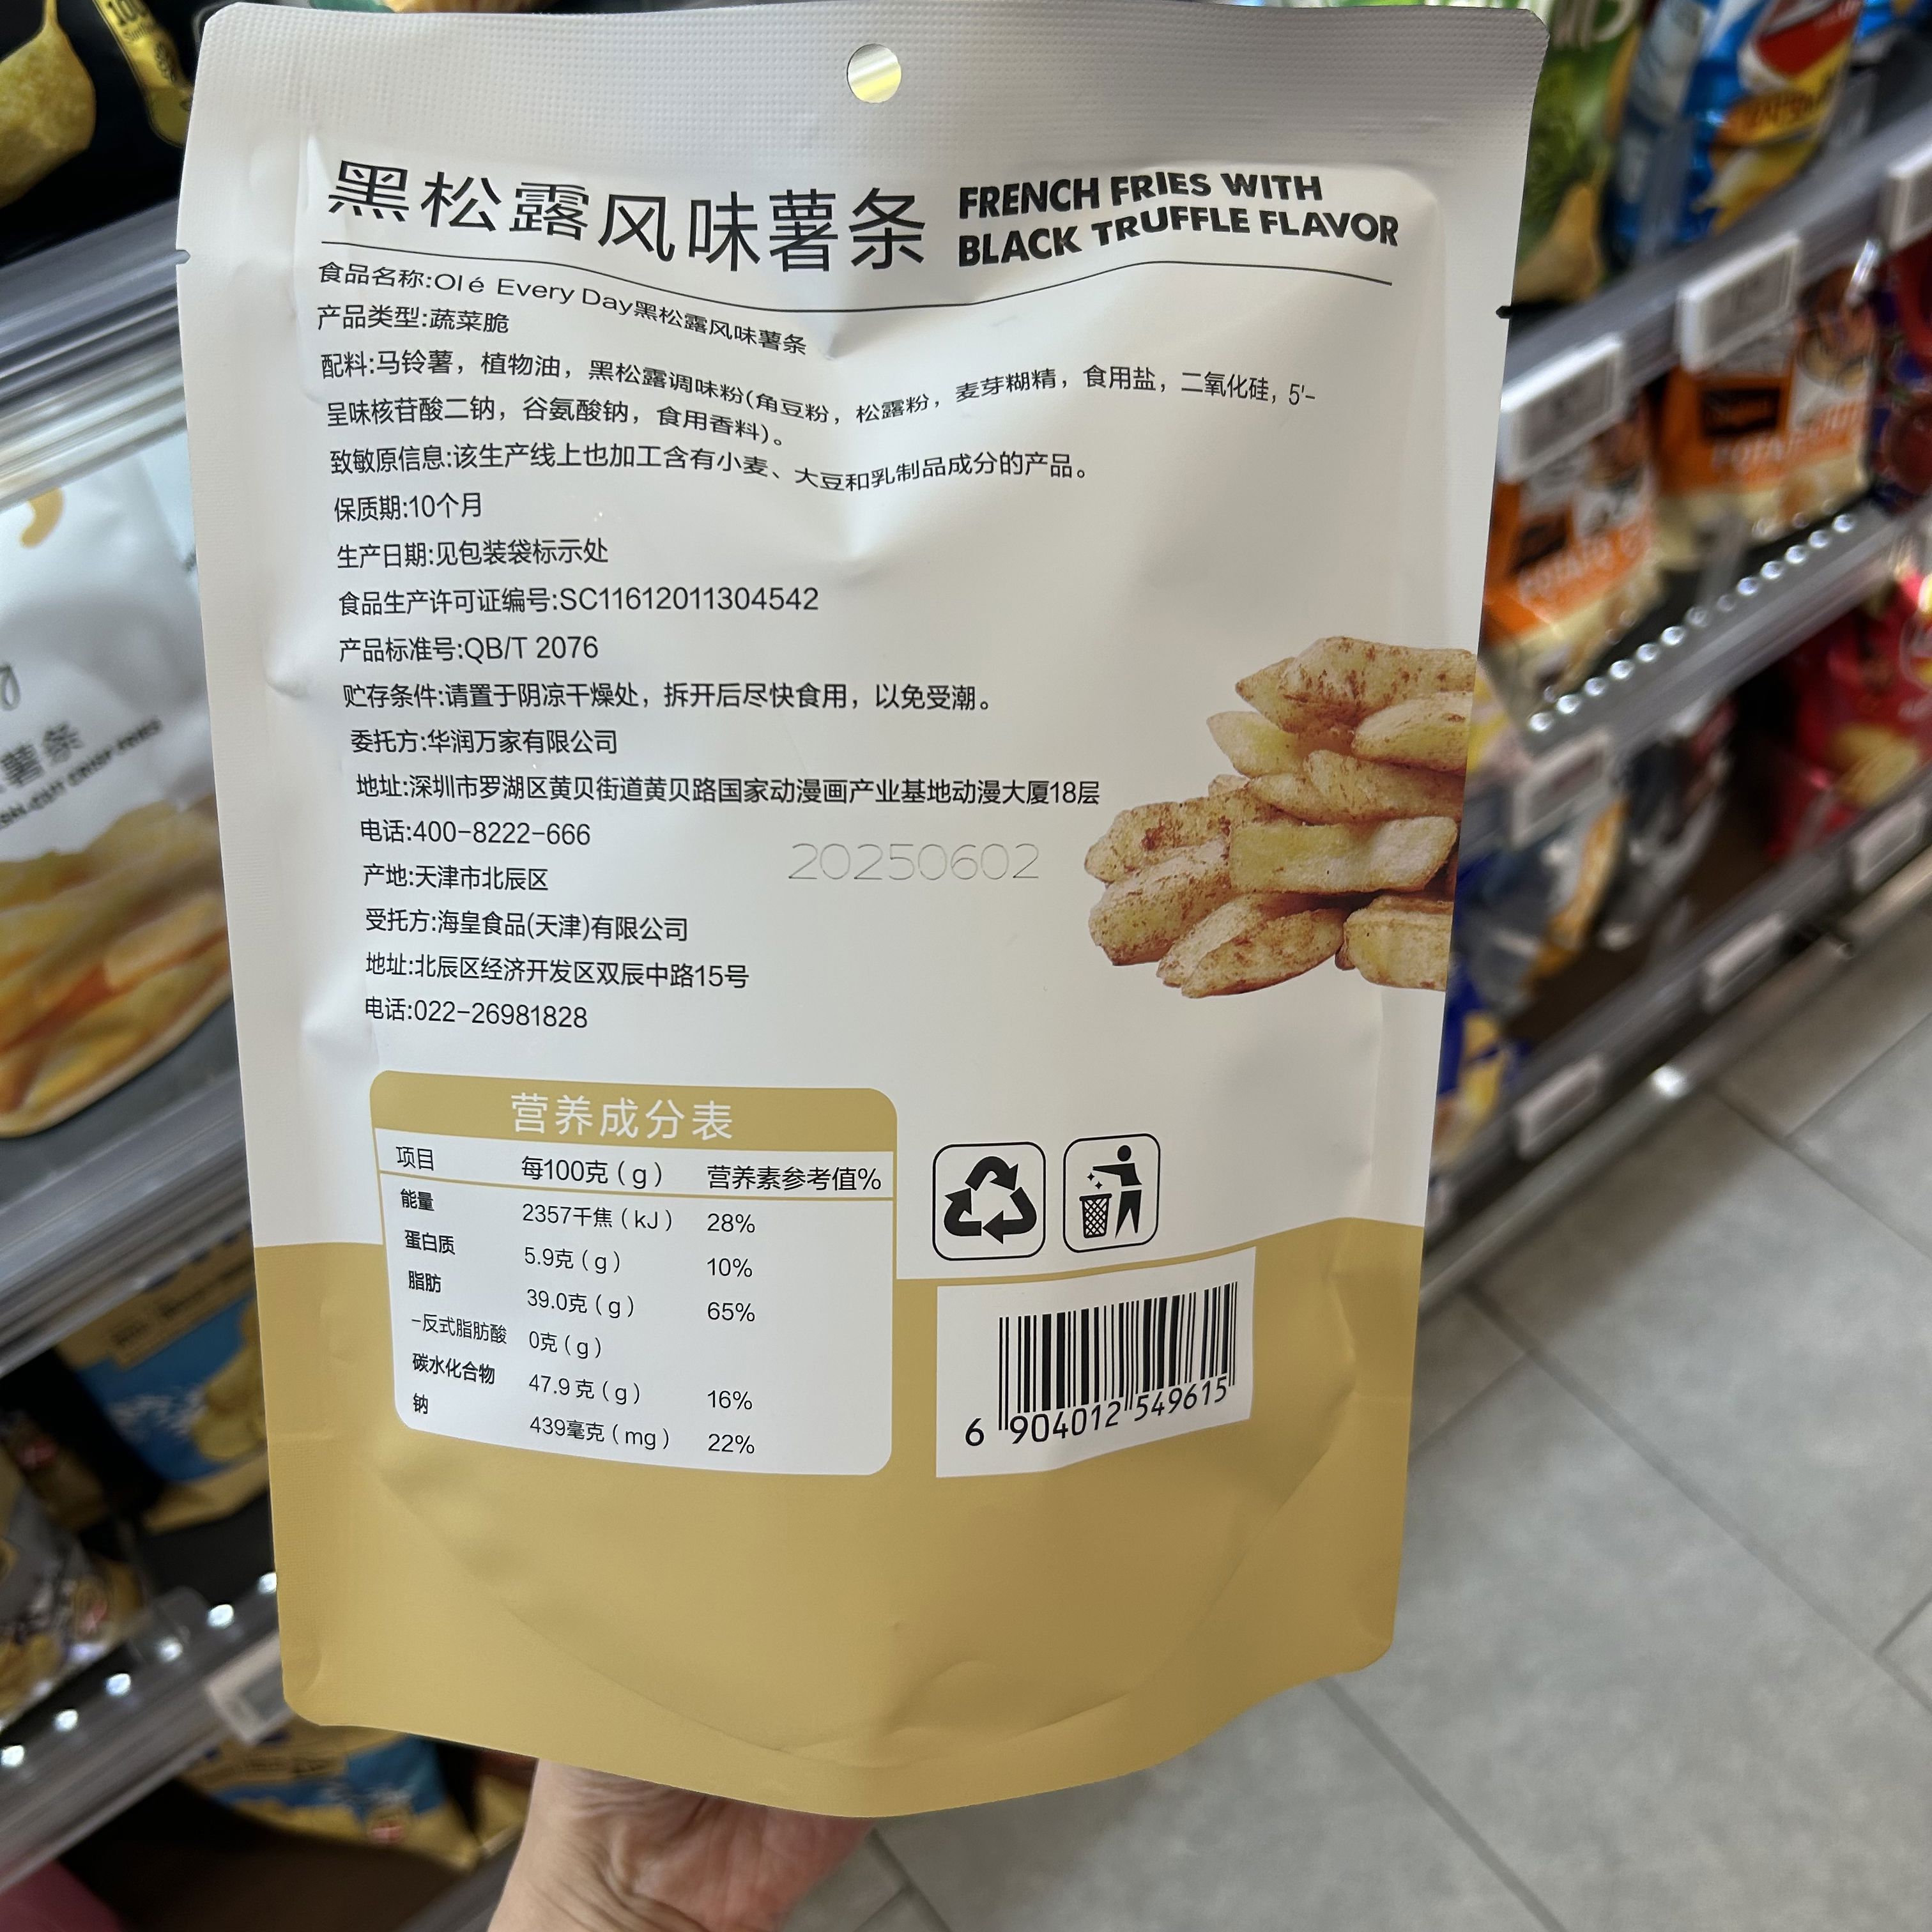 黑松露风味薯条
FRENCH FRIES WITH
BLACK TRUFFLE FLAVOR
食品名称:Olé Every Day黑松露风味薯条
产品类型:蔬菜脆
配料:马铃薯，植物油，黑松露调味粉(角豆粉，松露粉，麦芽糊精，食用盐，二氧化硅，5'-
呈味核苷酸二钠，谷氨酸钠，食用香料)。
致敏原信息:该生产线上也加工含有小麦、大豆和乳制品成分的产品。
保质期:10个月
生产日期:见包装袋标示处
食品生产许可证编号:SC11612011304542
产品标准号:QB/T 2076
贮存条件:请置于阴凉干燥处，拆开后尽快食用，以免受潮。
委托方:华润万家有限公司
地址:深圳市罗湖区黄贝街道黄贝路国家动漫画产业基地动漫大厦18层
电话:400-8222-666
20250602
产地:天津市北辰区
受托方:海皇食品(天津)有限公司
地址:北辰区经济开发区双辰中路15号
电话:022-26981828
营养成分表
项目 每100克(g) 营养素参考值%
能量 2357千焦(kJ) 28%
蛋白质 5.9克(g) 10%
脂肪 39.0克(g) 65%
-反式脂肪酸 0克(g)
碳水化合物 47.9克(g) 16%
钠 439毫克(mg) 22%
6 904012 549615
薯条